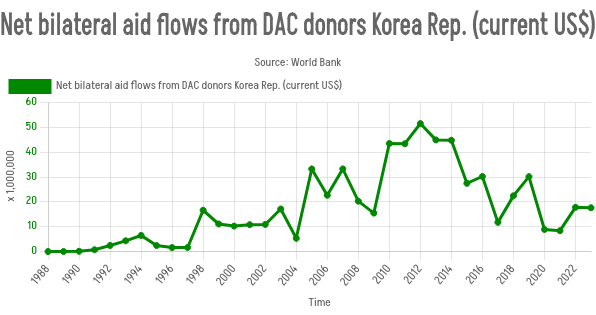 Net bilateral aid flows from DAC donors Korea Rep. (current US$)
Source: World Bank
Net bilateral aid flows from DAC donors Korea Rep. (current US$)
60
50
40
30
20
10
0
x 1,000,000
1988 1990 1992 1994 1996 1998 2000 2002 2004 2006 2008 2010 2012 2014 2016 2018 2020 2022
Time